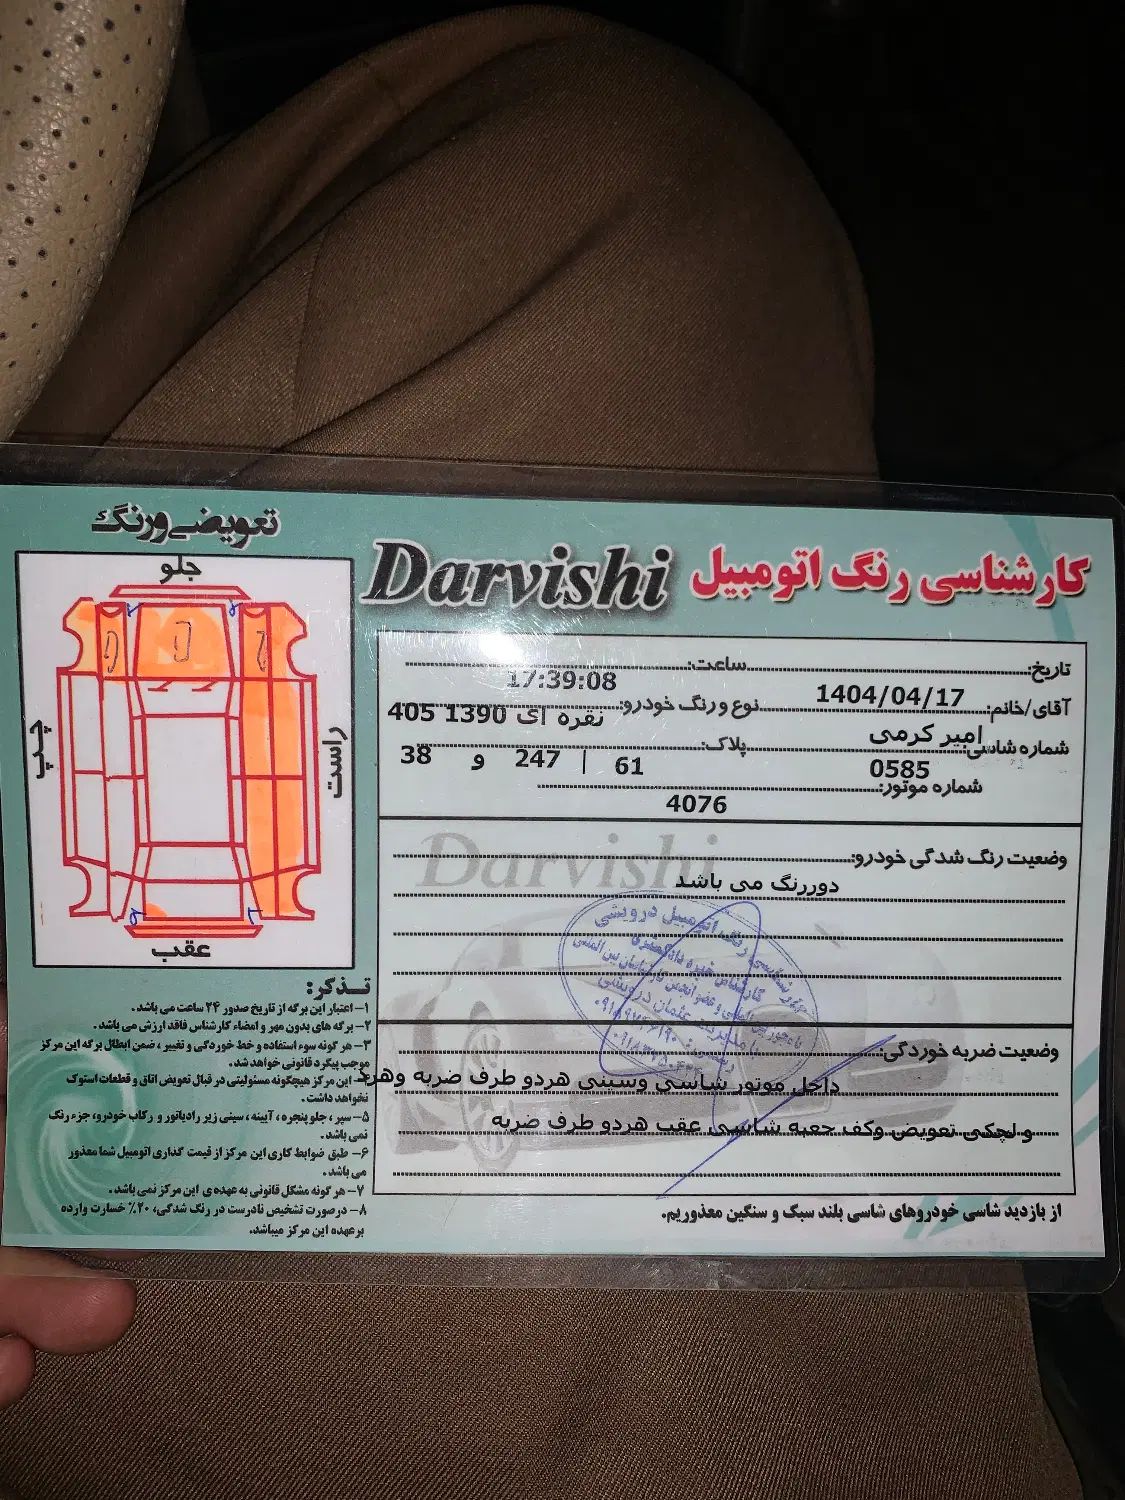 کارشناسی رنگ اتومبیل Darvishi
تعویضی و رنگ
جلو
چپ
راست
عقب
تاریخ: 1404/04/17 ساعت: 17:39:08
آقای/خانم: امیر کرمی نوع و رنگ خودرو: نقره ای 1390 405
شماره شاسی: 0585 پلاک: 61 | 247 و 38
شماره موتور: 4076
وضعیت رنگ شدگی خودرو:
دوررنگ می باشد
Darvishi
وضعیت ضربه خوردگی:
داخل موتور شاسی وسینی هردو طرف ضربه وهرد
و لچکی تعویض وکف جعبه شاسی عقب هردو طرف ضربه
از بازدید شاسی خودروهای شاسی بلند سبک و سنگین معذوریم.
تذکر:
۱- اعتبار این برگه از تاریخ صدور ۲۴ ساعت می باشد.
۲- برگه های بدون مهر و امضاء کارشناس فاقد ارزش می باشد.
۳- هر گونه سوء استفاده و خط خوردگی و تغییر، ضمن ابطال برگه این مرکز
موجب پیگرد قانونی خواهد شد.
این مرکز هیچگونه مسئولیتی در قبال تعویض اتاق و قطعات استوک
نخواهد داشت.
۵- سپر، جلو پنجره، آیینه، سینی زیر رادیاتور و رکاب خودرو، جزء رنگ
نمی باشد.
۶- طبق ضوابط کاری این مرکز از قیمت گذاری اتومبیل شما معذور
می باشد.
۷- هر گونه مشکل قانونی به عهده ی این مرکز نمی باشد.
۸- درصورت تشخیص نادرست در رنگ شدگی، ۲۰٪ خسارت وارده
برعهده این مرکز میباشد.